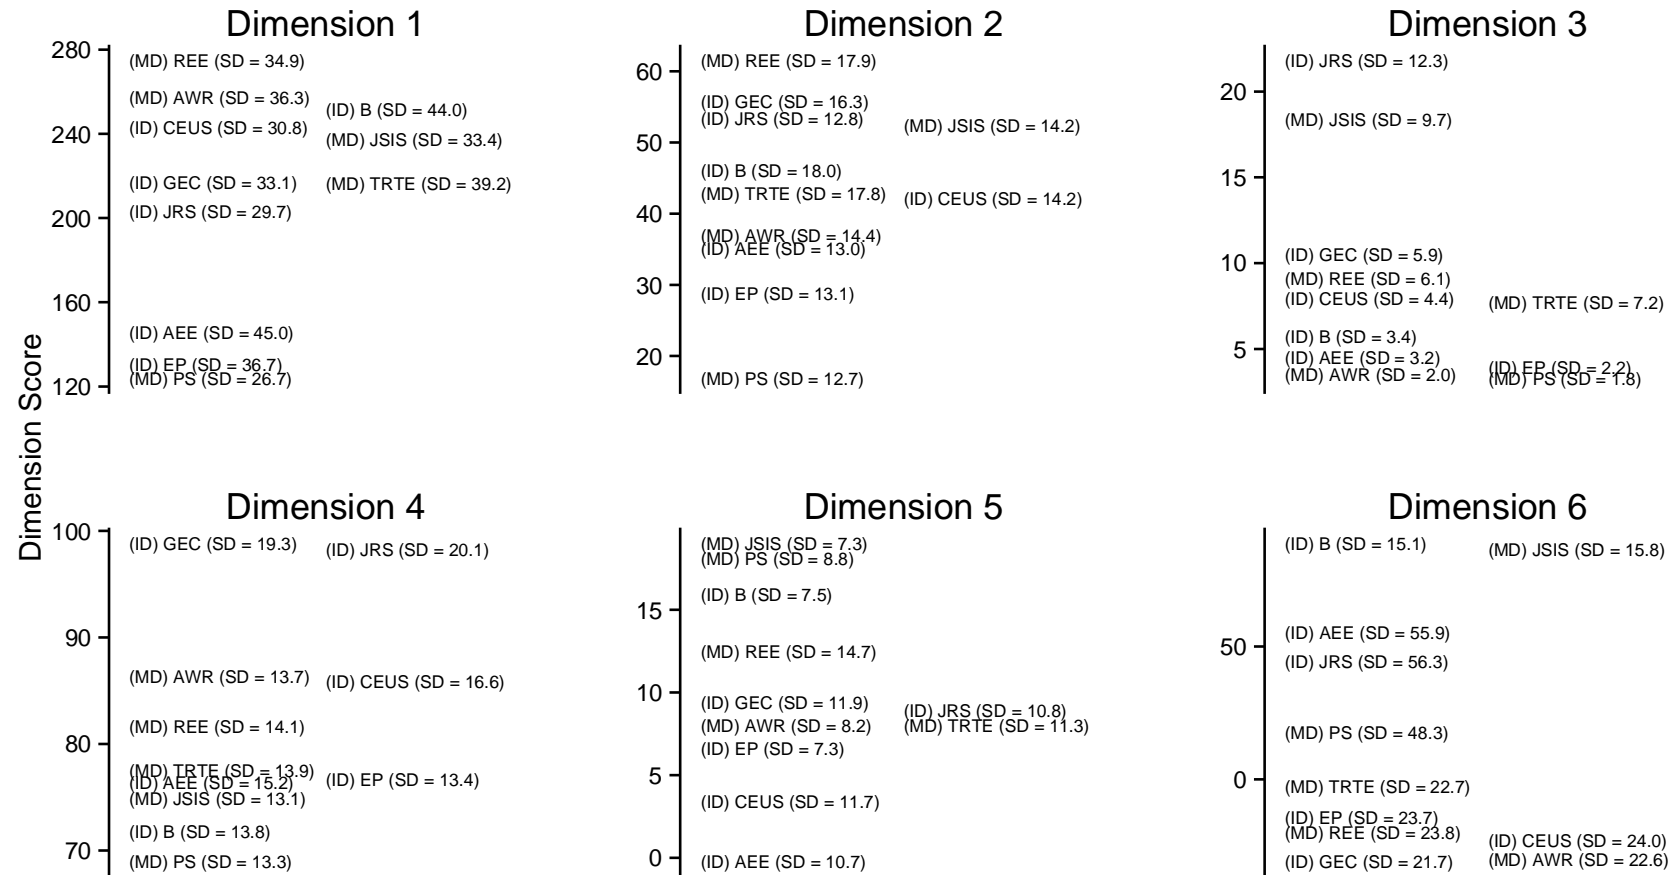 Dimension Score
Dimension 1
280
240
200
160
120
(MD) REE (SD = 34.9)
(MD) AWR (SD = 36.3)
(ID) B (SD = 44.0)
(ID) CEUS (SD = 30.8)
(MD) JSIS (SD = 33.4)
(ID) GEC (SD = 33.1)
(MD) TRTE (SD = 39.2)
(ID) JRS (SD = 29.7)
(ID) AEE (SD = 45.0)
(ID) EP (SD = 36.7)
(MD) PS (SD = 26.7)
Dimension 2
60
50
40
30
20
(MD) REE (SD = 17.9)
(ID) GEC (SD = 16.3)
(ID) JRS (SD = 12.8)
(MD) JSIS (SD = 14.2)
(ID) B (SD = 18.0)
(MD) TRTE (SD = 17.8)
(ID) CEUS (SD = 14.2)
(MD) AWR (SD = 14.4)
(ID) AEE (SD = 13.0)
(ID) EP (SD = 13.1)
(MD) PS (SD = 12.7)
Dimension 3
20
15
10
5
(ID) JRS (SD = 12.3)
(MD) JSIS (SD = 9.7)
(ID) GEC (SD = 5.9)
(MD) REE (SD = 6.1)
(ID) CEUS (SD = 4.4)
(MD) TRTE (SD = 7.2)
(ID) B (SD = 3.4)
(ID) AEE (SD = 3.2)
(ID) EP (SD = 2.2)
(MD) AWR (SD = 2.0)
(MD) PS (SD = 1.8)
Dimension 4
100
90
80
70
(ID) GEC (SD = 19.3)
(ID) JRS (SD = 20.1)
(MD) AWR (SD = 13.7)
(ID) CEUS (SD = 16.6)
(MD) REE (SD = 14.1)
(MD) TRTE (SD = 13.9)
(ID) EP (SD = 13.4)
(ID) AEE (SD = 15.2)
(MD) JSIS (SD = 13.1)
(ID) B (SD = 13.8)
(MD) PS (SD = 13.3)
Dimension 5
15
10
5
0
(MD) JSIS (SD = 7.3)
(MD) PS (SD = 8.8)
(ID) B (SD = 7.5)
(MD) REE (SD = 14.7)
(ID) GEC (SD = 11.9)
(ID) JRS (SD = 10.8)
(MD) AWR (SD = 8.2)
(MD) TRTE (SD = 11.3)
(ID) EP (SD = 7.3)
(ID) CEUS (SD = 11.7)
(ID) AEE (SD = 10.7)
Dimension 6
50
0
(ID) B (SD = 15.1)
(MD) JSIS (SD = 15.8)
(ID) AEE (SD = 55.9)
(ID) JRS (SD = 56.3)
(MD) PS (SD = 48.3)
(MD) TRTE (SD = 22.7)
(ID) EP (SD = 23.7)
(MD) REE (SD = 23.8)
(ID) CEUS (SD = 24.0)
(ID) GEC (SD = 21.7)
(MD) AWR (SD = 22.6)